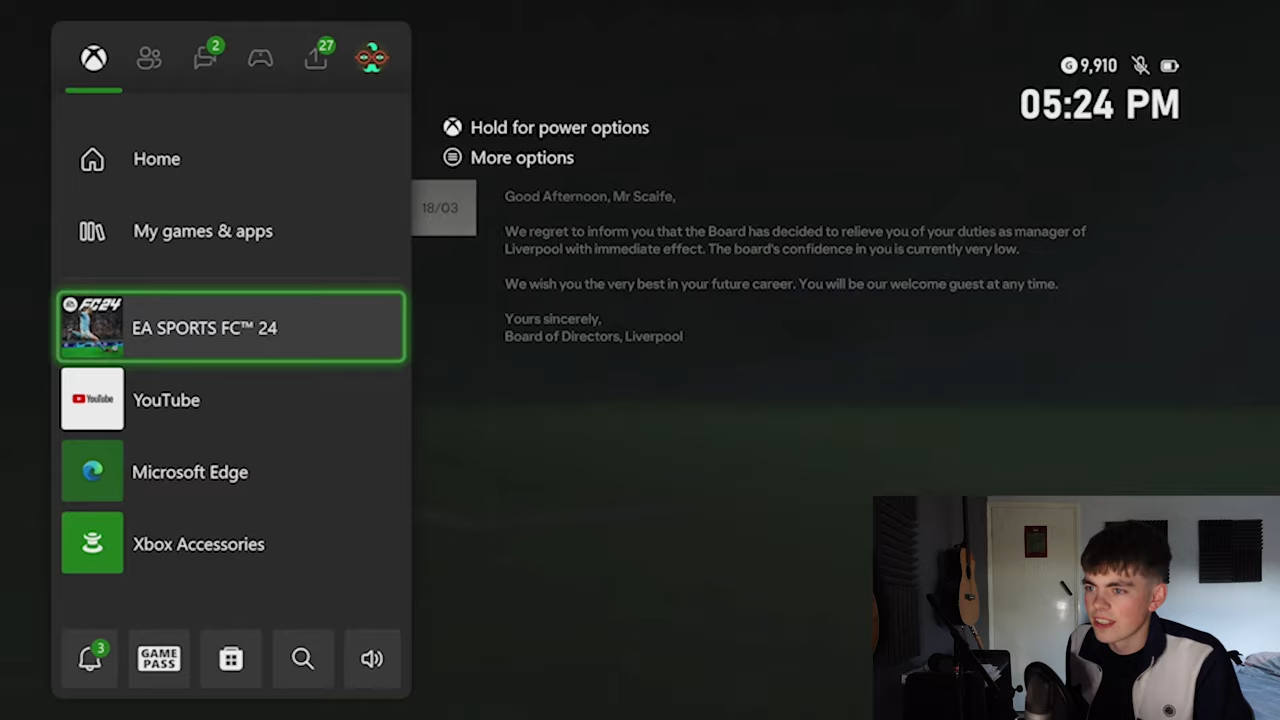 2
27
G 9,910
05:24 PM
Hold for power options
More options
Home
My games & apps
18/03
Good Afternoon, Mr Scaife,
We regret to inform you that the Board has decided to relieve you of your duties as manager of
Liverpool with immediate effect. The board's confidence in you is currently very low.
We wish you the very best in your future career. You will be our welcome guest at any time.
Yours sincerely,
Board of Directors, Liverpool
FC24
EA SPORTS FC™ 24
YouTube
YouTube
Microsoft Edge
Xbox Accessories
3
GAME
PASS